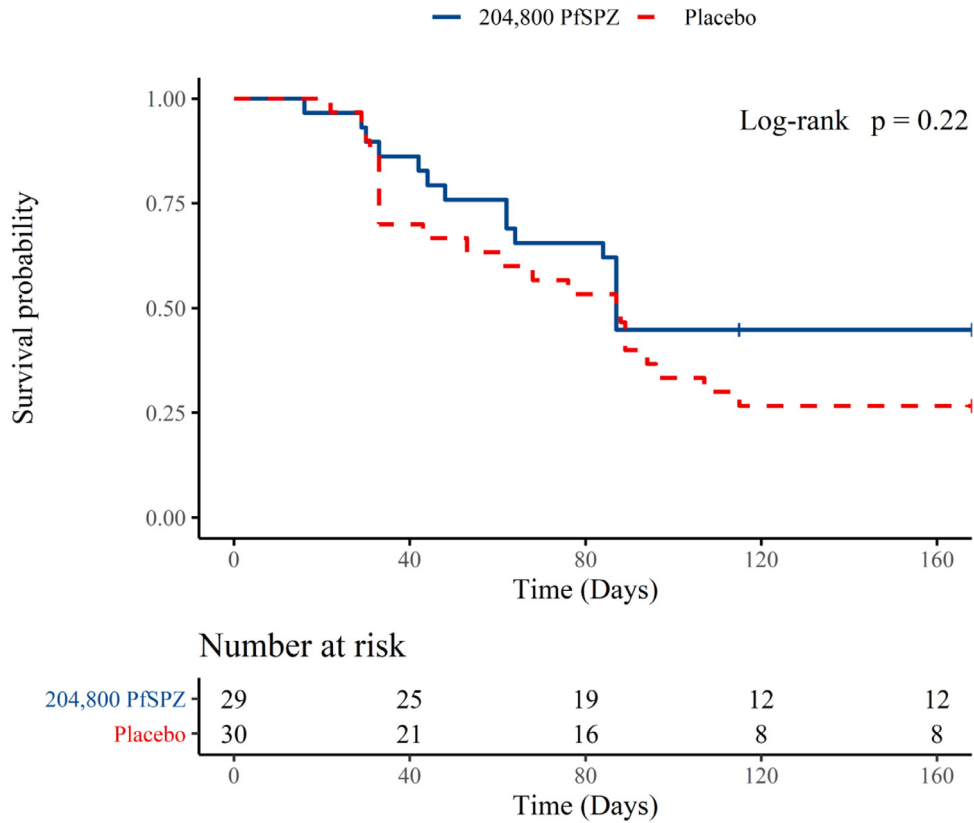 204,800 PfSPZ Placebo
Log-rank p = 0.22
Survival probability
1.00
0.75
0.50
0.25
0.00
0 40 80 120 160
Time (Days)
Number at risk
204,800 PfSPZ 29 25 19 12 12
Placebo 30 21 16 8 8
0 40 80 120 160
Time (Days)